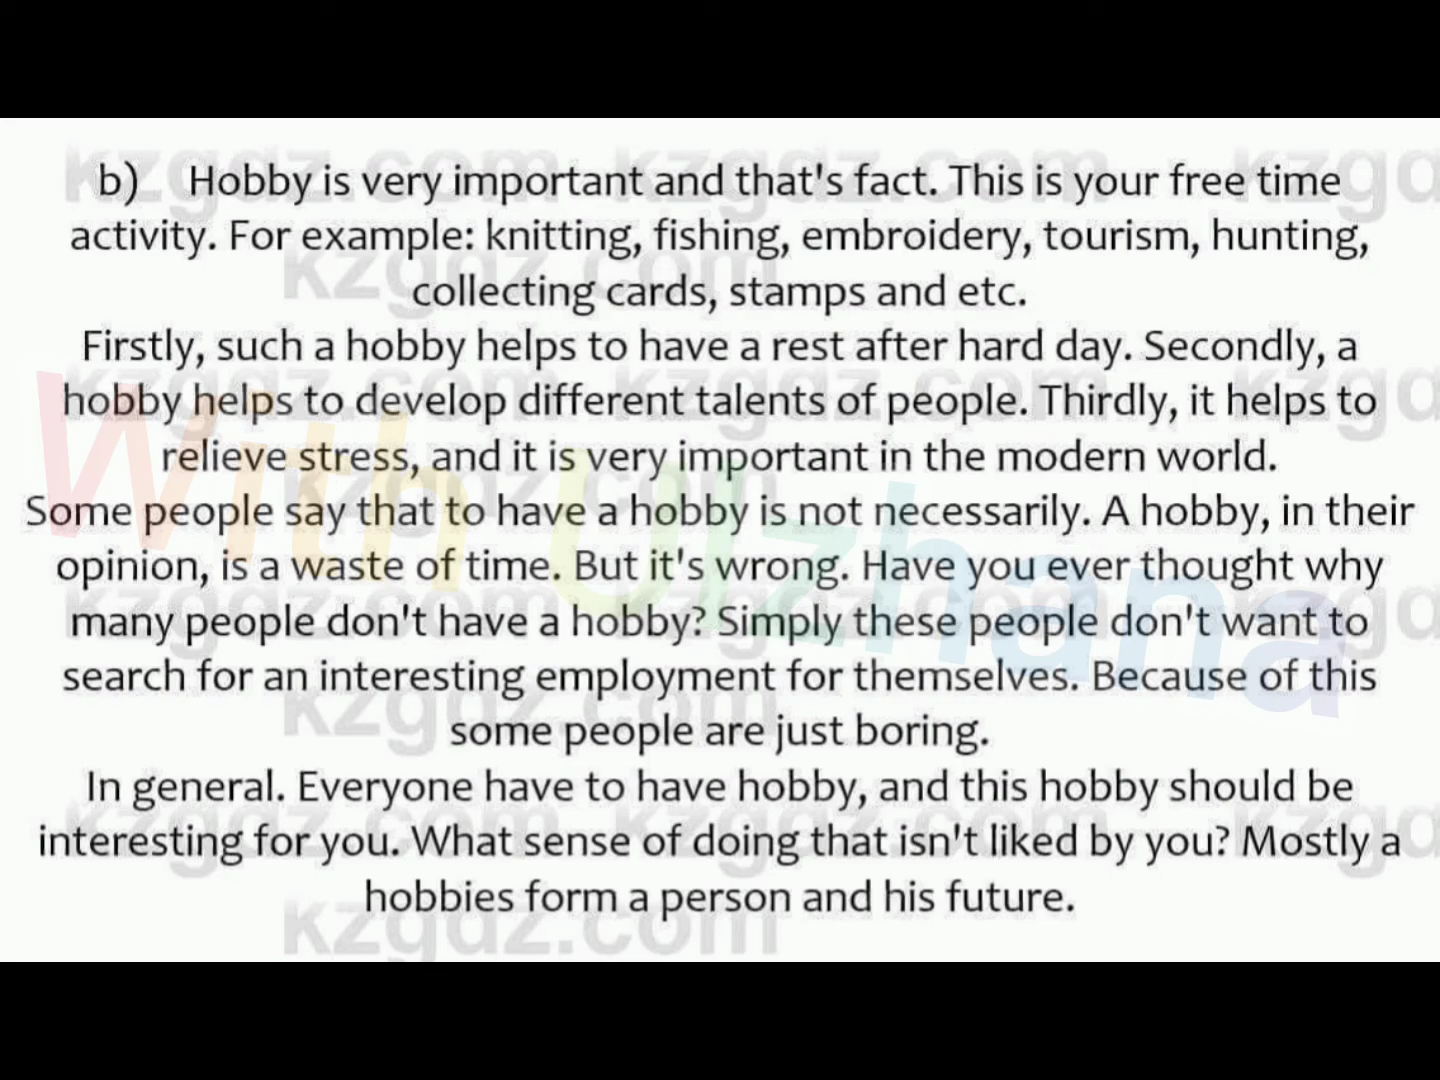 b) Hobby is very important and that's fact. This is your free time
activity. For example: knitting, fishing, embroidery, tourism, hunting,
collecting cards, stamps and etc.
Firstly, such a hobby helps to have a rest after hard day. Secondly, a
hobby helps to develop different talents of people. Thirdly, it helps to
relieve stress, and it is very important in the modern world.
Some people say that to have a hobby is not necessarily. A hobby, in their
opinion, is a waste of time. But it's wrong. Have you ever thought why
many people don't have a hobby? Simply these people don't want to
search for an interesting employment for themselves. Because of this
some people are just boring.
In general. Everyone have to have hobby, and this hobby should be
interesting for you. What sense of doing that isn't liked by you? Mostly a
hobbies form a person and his future.
With Ulzhana
kzgdz.com